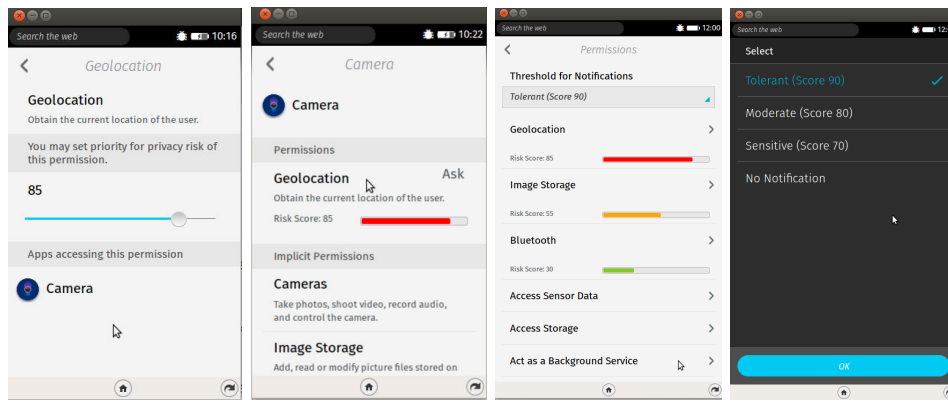 Search the web
10:16
Geolocation
Geolocation
Obtain the current location of the user.
You may set priority for privacy risk of
this permission.
85
Apps accessing this permission
Camera
Search the web
10:22
Camera
Camera
Permissions
Geolocation
Ask
Obtain the current location of the user.
Risk Score: 85
Implicit Permissions
Cameras
Take photos, shoot video, record audio,
and control the camera.
Image Storage
Add, read or modify picture files stored on
Search the web
12:00
Permissions
Threshold for Notifications
Tolerant (Score 90)
Geolocation
Risk Score: 85
Image Storage
Risk Score: 55
Bluetooth
Risk Score: 30
Access Sensor Data
Access Storage
Act as a Background Service
Search the web
Select
Tolerant (Score 90)
Moderate (Score 80)
Sensitive (Score 70)
No Notification
OK